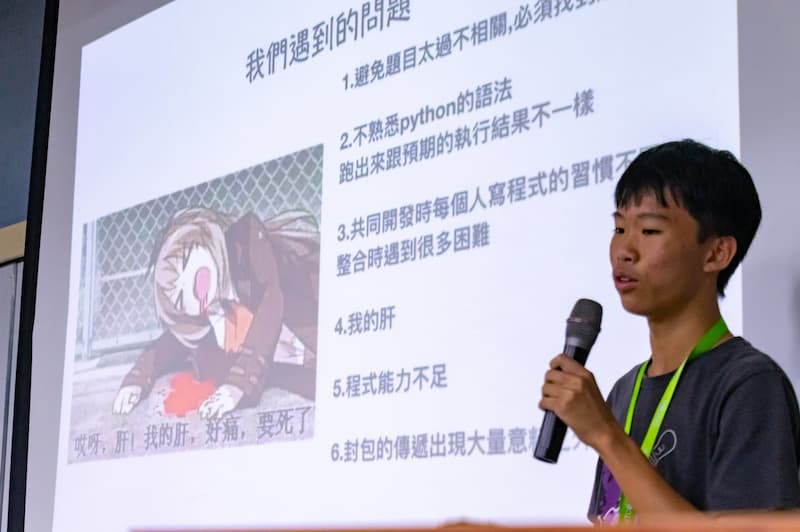 我們遇到的問題
1.避免題目太過不相關,必須找到
2.不熟悉python的語法
跑出來跟預期的執行結果不一樣
3.共同開發時每個人寫程式的習慣不
整合時遇到很多困難
4.我的肝
5.程式能力不足
6.封包的傳遞出現大量意
哎呀，肝！我的肝，好痛，要死了